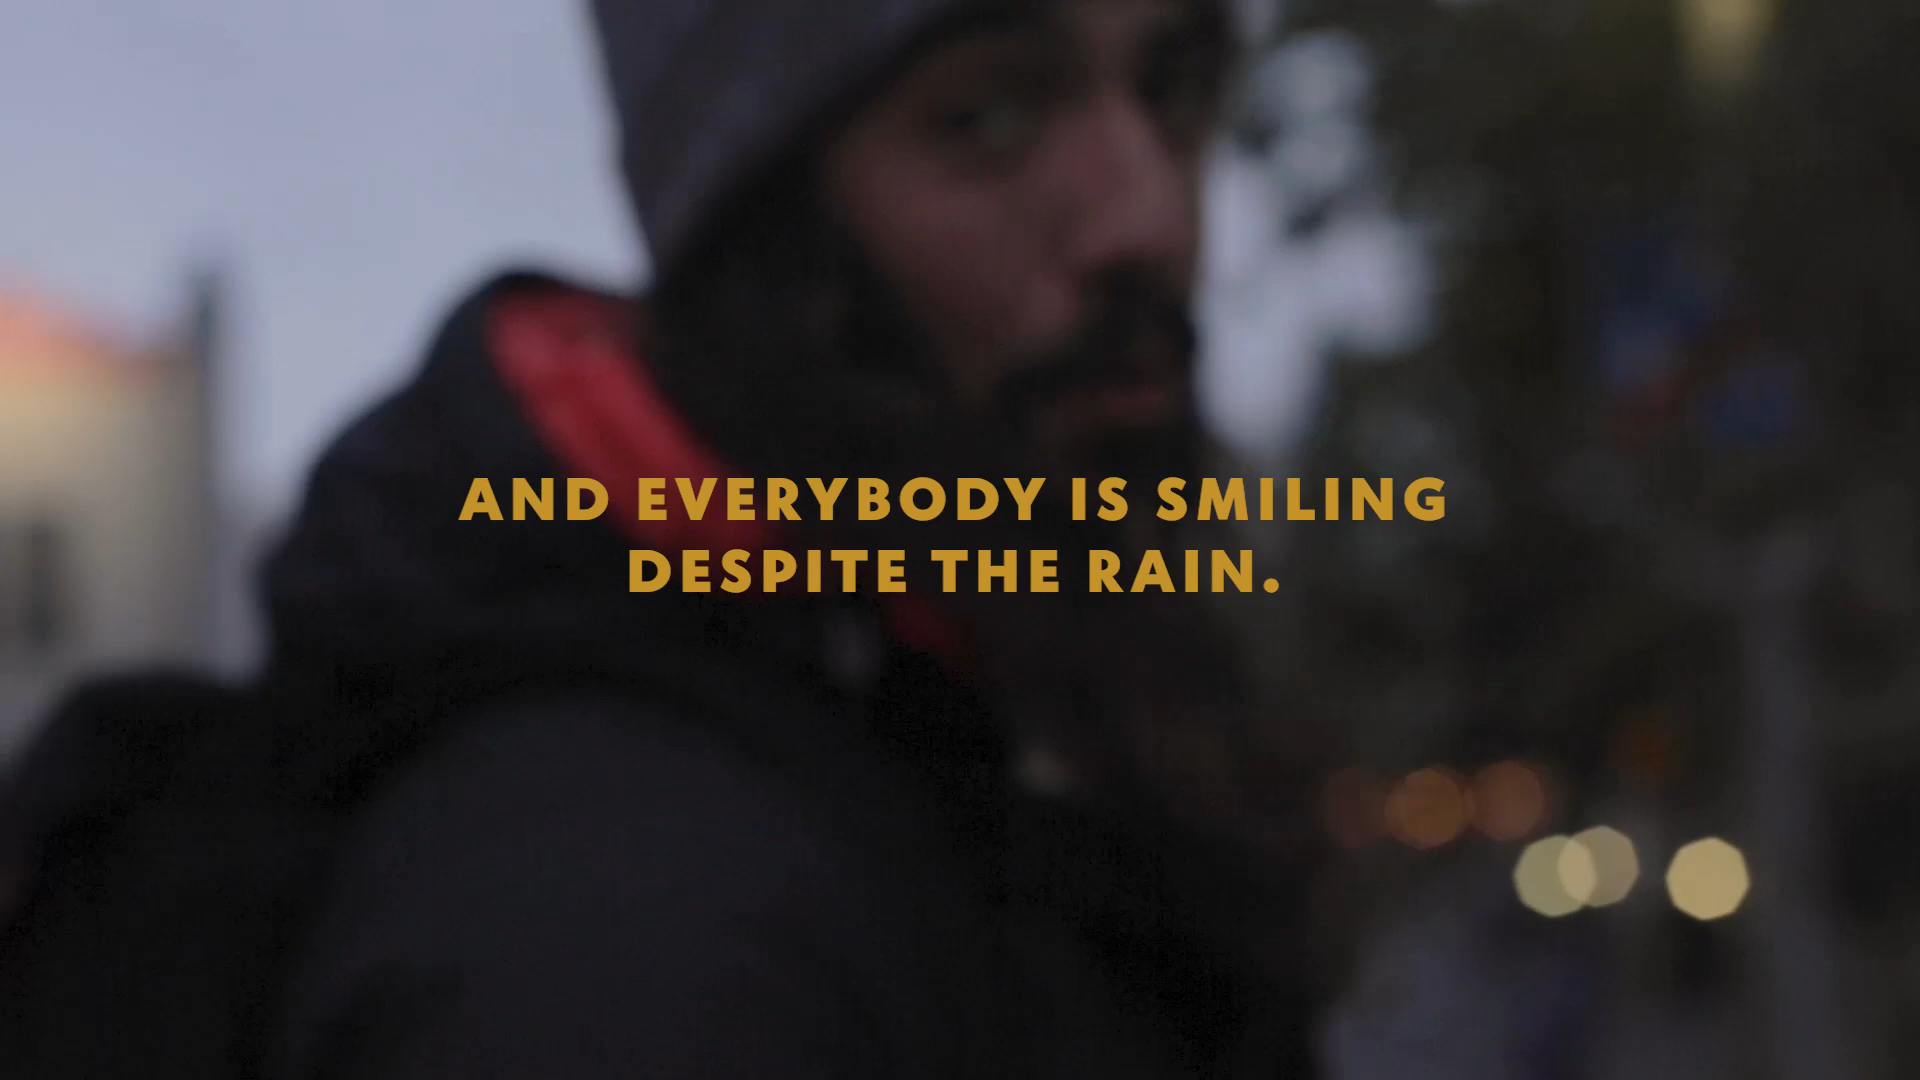 AND EVERYBODY IS SMILING
DESPITE THE RAIN.